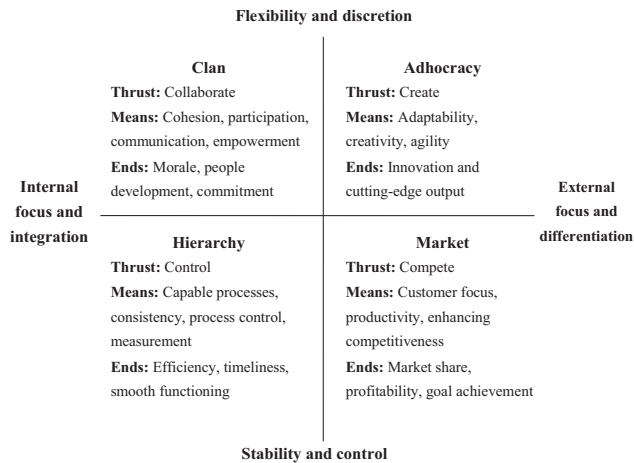 Flexibility and discretion
Clan
Thrust: Collaborate
Means: Cohesion, participation,
communication, empowerment
Ends: Morale, people
development, commitment
Adhocracy
Thrust: Create
Means: Adaptability,
creativity, agility
Ends: Innovation and
cutting-edge output
Internal
focus and
integration
External
focus and
differentiation
Hierarchy
Thrust: Control
Means: Capable processes,
consistency, process control,
measurement
Ends: Efficiency, timeliness,
smooth functioning
Market
Thrust: Compete
Means: Customer focus,
productivity, enhancing
competitiveness
Ends: Market share,
profitability, goal achievement
Stability and control